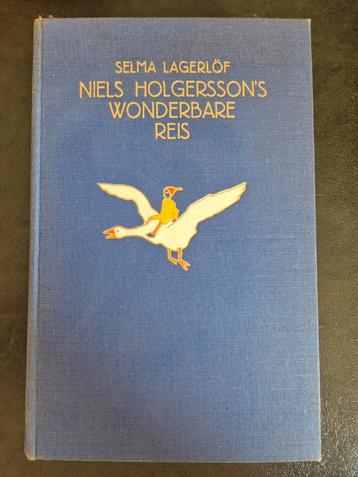 SELMA LAGERLÖF
NIELS HOLGERSSON'S
WONDERBARE
REIS